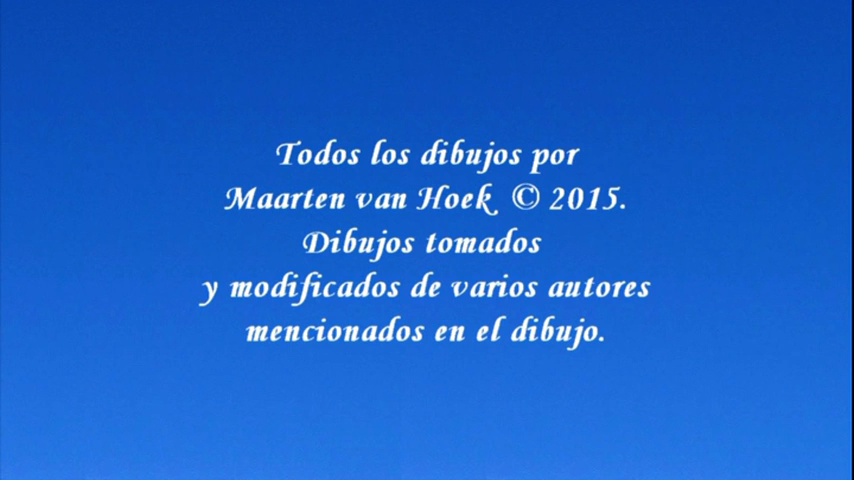 Todos los dibujos por
Maarten van Hoek © 2015.
Dibujos tomados
y modificados de varios autores
mencionados en el dibujo.